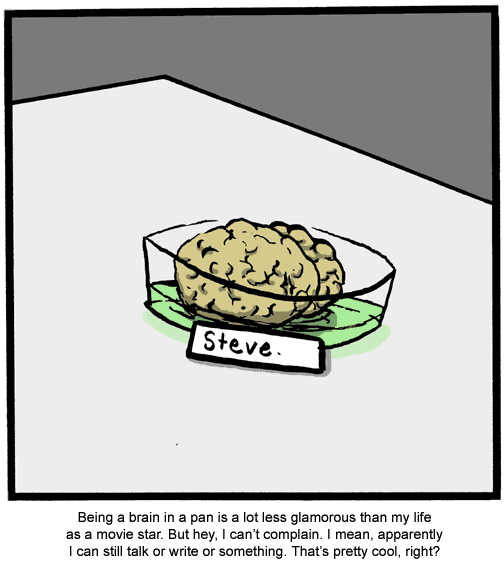 Steve.
Being a brain in a pan is a lot less glamorous than my life
as a movie star. But hey, I can't complain. I mean, apparently
I can still talk or write or something. That's pretty cool, right?